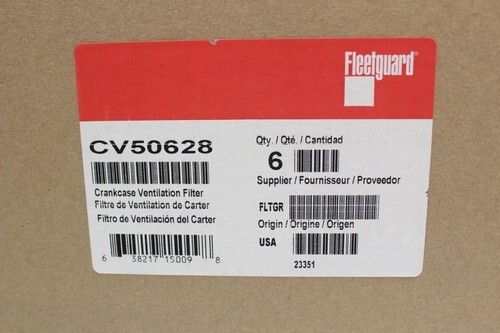 Fleetguard®
CV50628
Qty. / Qté. / Cantidad
6
Crankcase Ventilation Filter
Filtre de Ventilation de Carter
Filtro de Ventilación del Carter
Supplier / Fournisseur / Proveedor
FLTGR
Origin / Origine / Origen
USA
23351
6 38217 15009 8